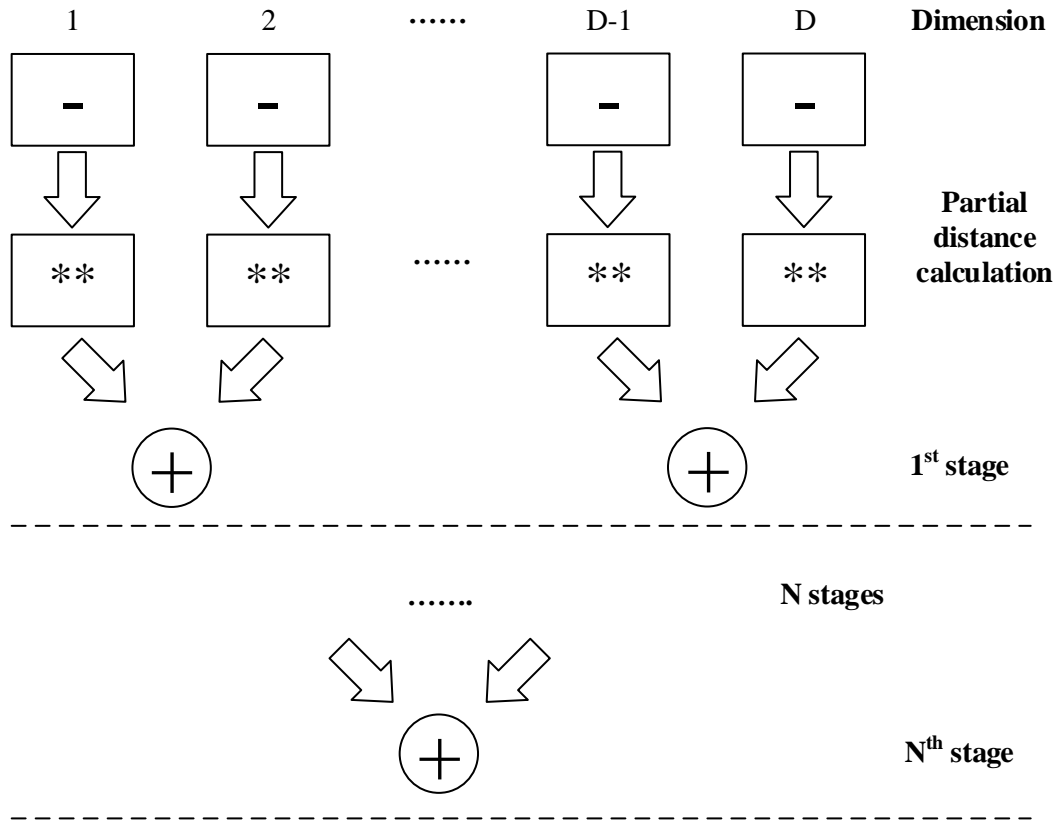 1 2 ...... D-1 D Dimension
- - - -
Partial
distance
calculation
** ** ...... ** **
+ + 1st stage
....... N stages
+ Nth stage